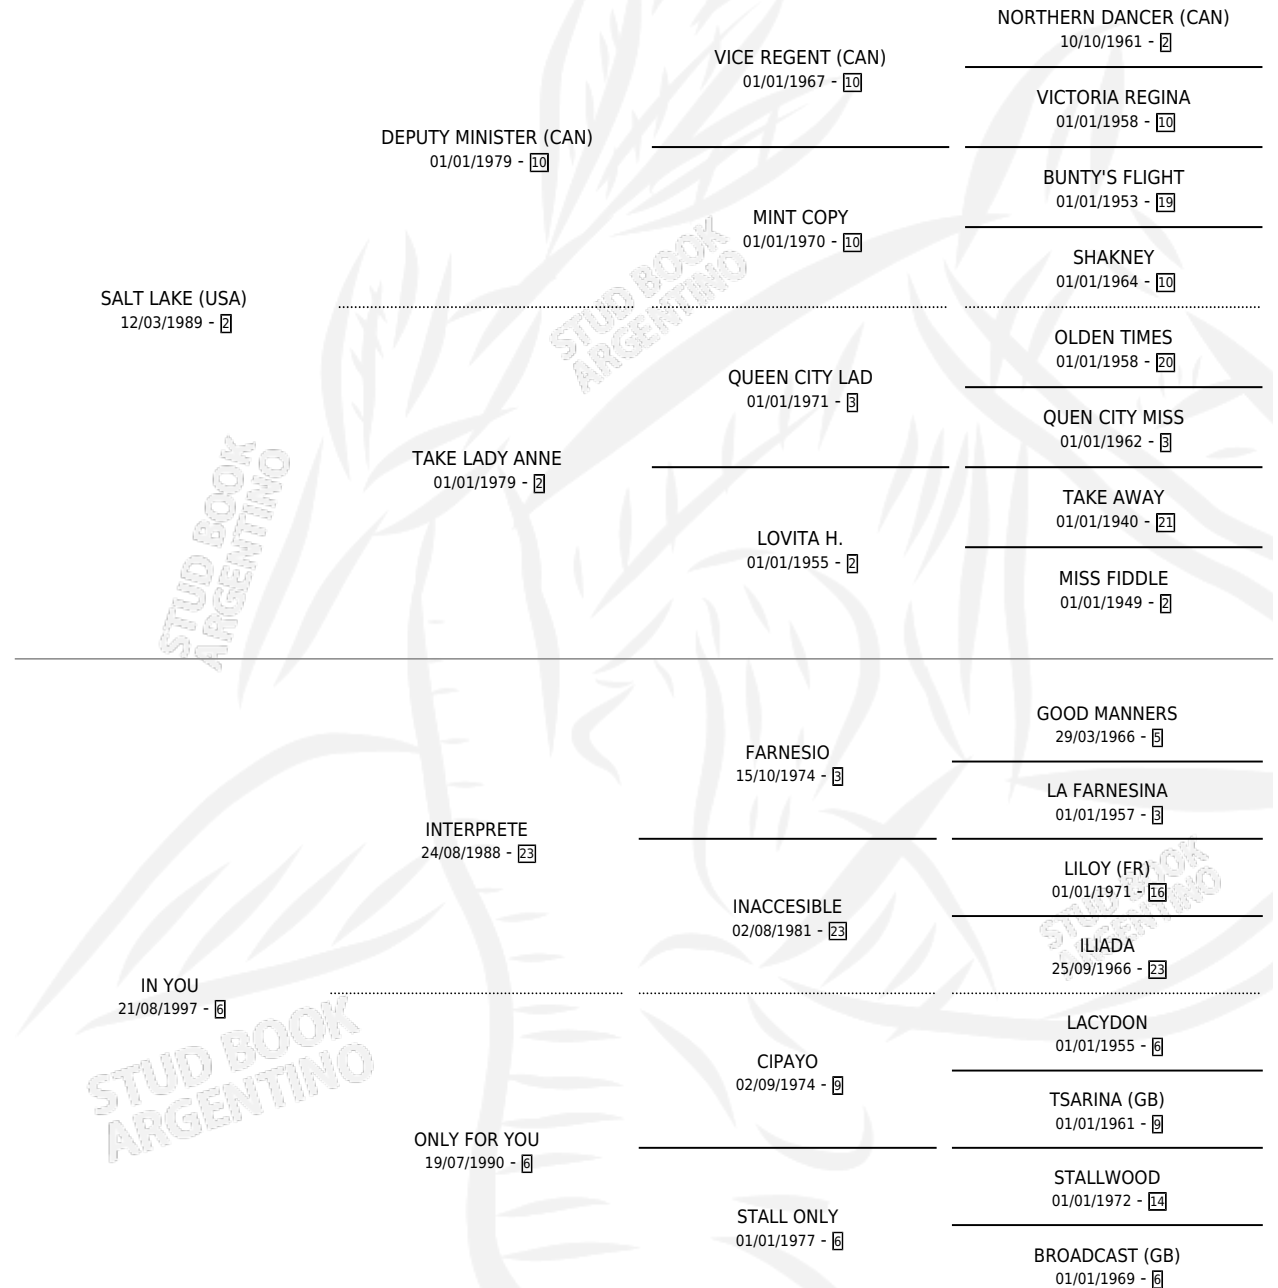 NORTHERN DANCER (CAN)
10/10/1961 - 2
VICE REGENT (CAN)
01/01/1967 - 10
VICTORIA REGINA
01/01/1958 - 10
DEPUTY MINISTER (CAN)
01/01/1979 - 10
BUNTY'S FLIGHT
01/01/1953 - 19
MINT COPY
01/01/1970 - 10
SHAKNEY
01/01/1964 - 10
SALT LAKE (USA)
12/03/1989 - 2
OLDEN TIMES
01/01/1958 - 20
QUEEN CITY LAD
01/01/1971 - 3
QUEN CITY MISS
01/01/1962 - 3
TAKE LADY ANNE
01/01/1979 - 2
TAKE AWAY
01/01/1940 - 21
LOVITA H.
01/01/1955 - 2
MISS FIDDLE
01/01/1949 - 2
GOOD MANNERS
29/03/1966 - 5
FARNESIO
15/10/1974 - 3
LA FARNESINA
01/01/1957 - 3
INTERPRETE
24/08/1988 - 23
LILOY (FR)
01/01/1971 - 16
INACCESIBLE
02/08/1981 - 23
ILIADA
25/09/1966 - 23
IN YOU
21/08/1997 - 6
LACYDON
01/01/1955 - 6
CIPAYO
02/09/1974 - 9
TSARINA (GB)
01/01/1961 - 9
ONLY FOR YOU
19/07/1990 - 6
STALLWOOD
01/01/1972 - 14
STALL ONLY
01/01/1977 - 6
BROADCAST (GB)
01/01/1969 - 6
STUD BOOK
ARGENTINO
STUD BOOK
ARGENTINO
STUD BOOK
ARGENTINO
STUD BOOK
ARGENTINO